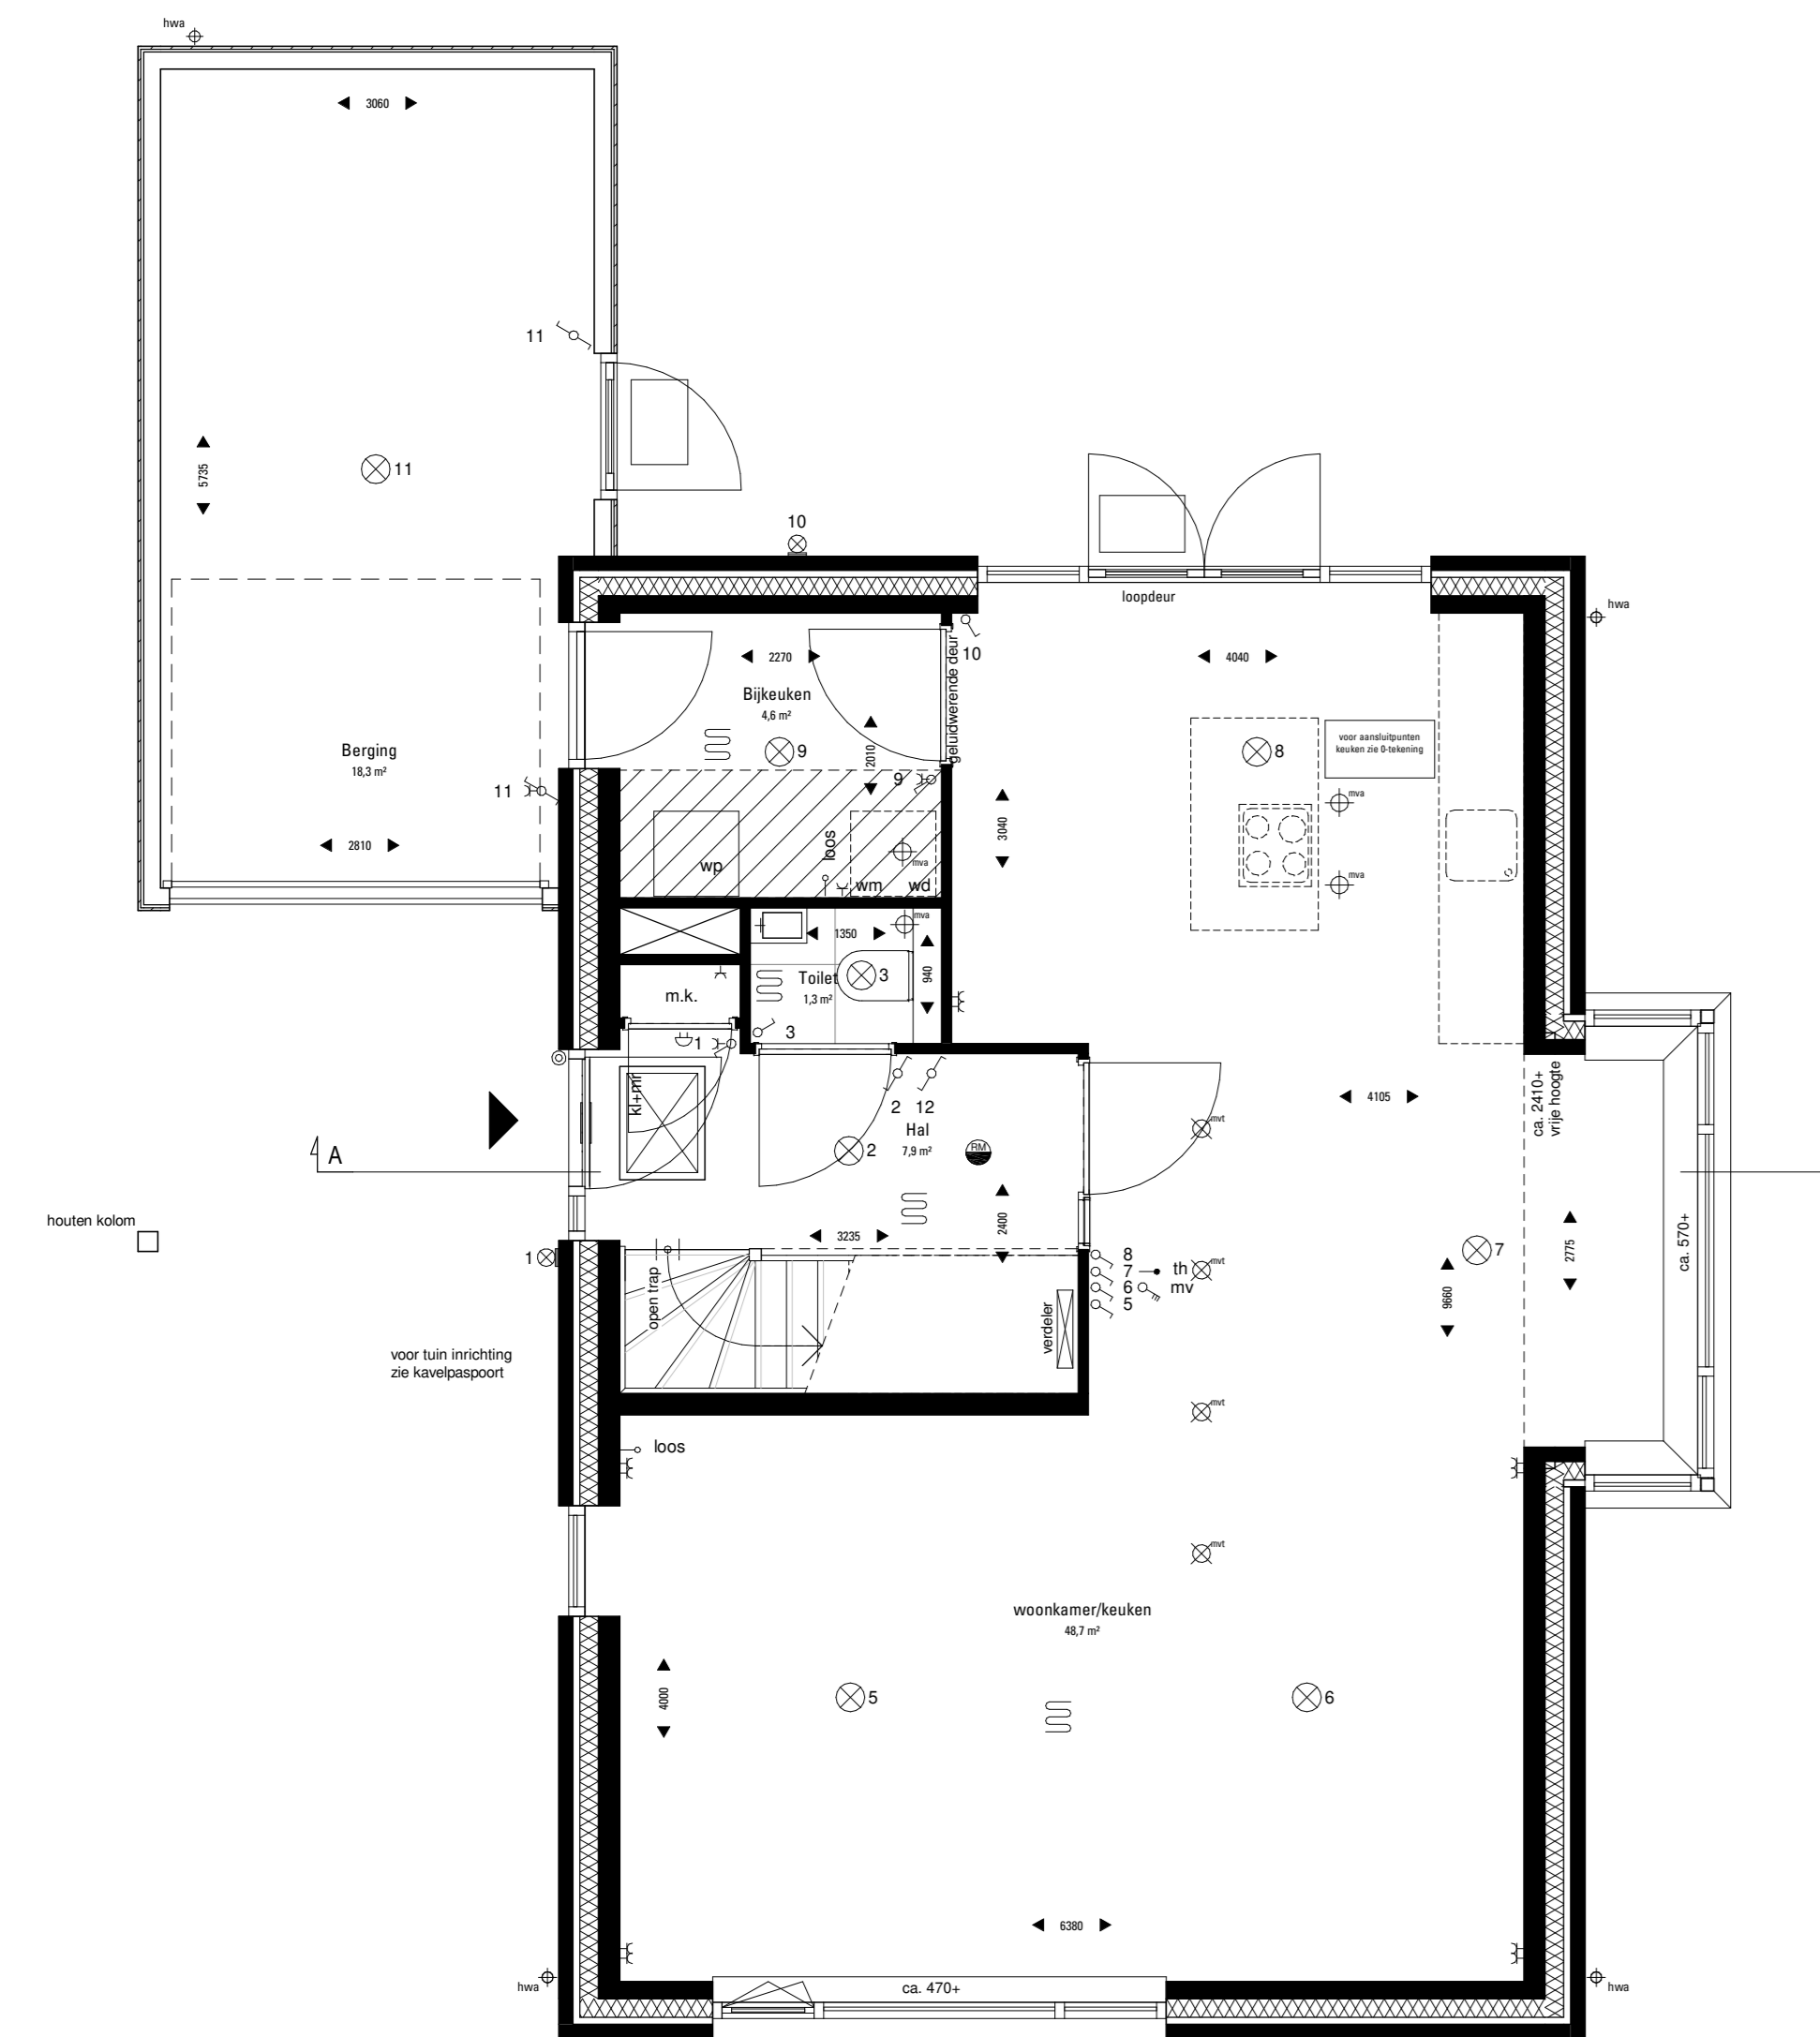 hwa
3060
11
5735
11
10
loopdeur
hwa
geluidwerende deur
10
2270
4040
Bijkeuken
4,6 m²
9
2010
8
voor aansluitpunten
keuken zie 0-tekening
Berging
18,3 m²
9
11
mva
3040
2810
loos
wp
mva
wm
wd
mva
mva
1350
940
3
Toilet
1,3 m²
m.k.
3
1
kl+mr
2
12
Hal
7,9 m²
RM
2
4105
ca. 2410+
vrije hoogte
mvt
A
houten kolom
3235
2400
1
open trap
8
7
th
6
mv
5
mvt
7
2775
ca. 570+
9660
verdeler
voor tuin inrichting
zie kavelpaspoort
mvt
loos
mvt
woonkamer/keuken
48,7 m²
4000
5
6
6380
hwa
ca. 470+
hwa